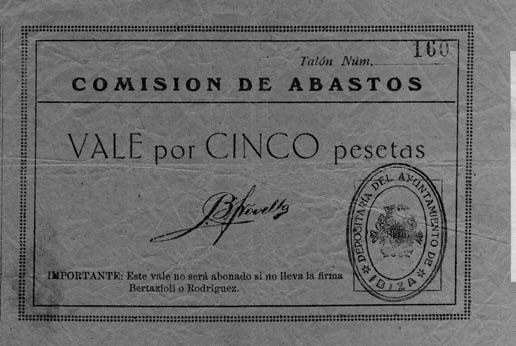 Talón Núm. 160
COMISION DE ABASTOS
VALE por CINCO pesetas
DEPOSITARÍA DEL AYUNTAMIENTO DE
IBIZA
IMPORTANTE: Este vale no será abonado si no lleva la firma
Bertazioli o Rodriguez.